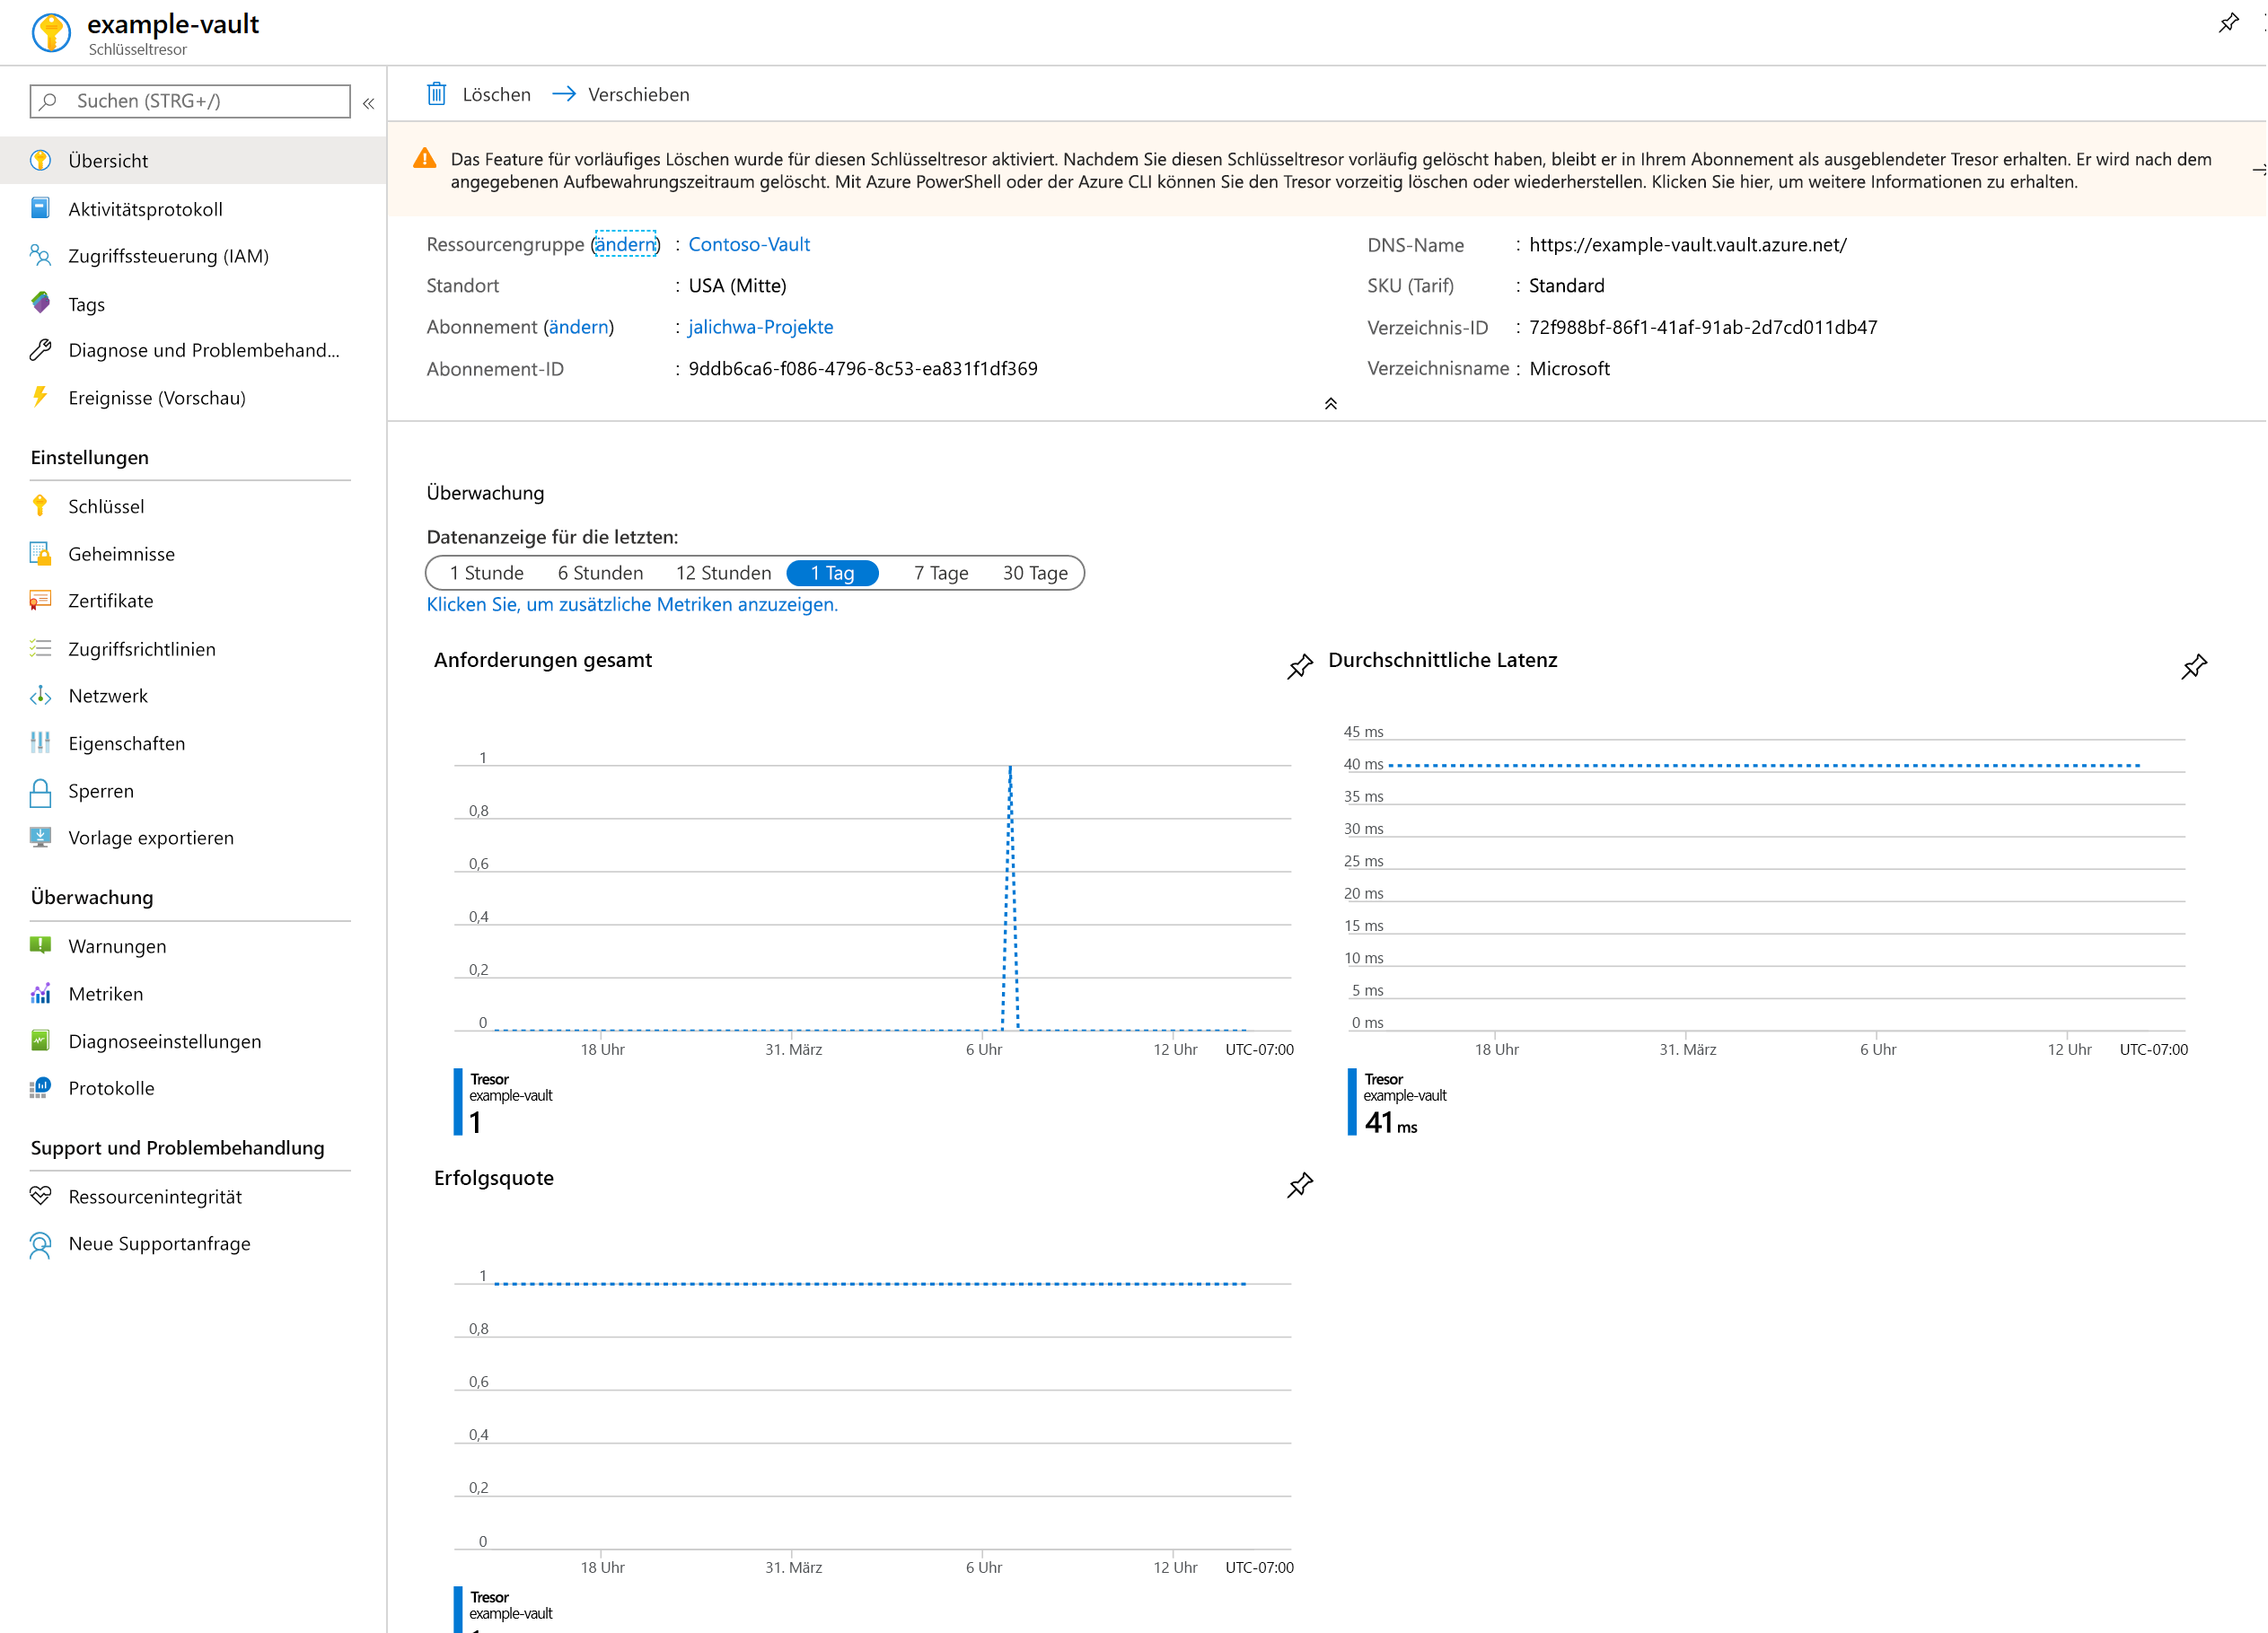 example-vault
Schlüsseltresor
Suchen (STRG+/)
«
Übersicht
Aktivitätsprotokoll
Zugriffssteuerung (IAM)
Tags
Diagnose und Problembehand...
Ereignisse (Vorschau)
Einstellungen
Schlüssel
Geheimnisse
Zertifikate
Zugriffsrichtlinien
Netzwerk
Eigenschaften
Sperren
Vorlage exportieren
Überwachung
Warnungen
Metriken
Diagnoseeinstellungen
Protokolle
Support und Problembehandlung
Ressourcenintegrität
Neue Supportanfrage
Löschen Verschieben
Das Feature für vorläufiges Löschen wurde für diesen Schlüsseltresor aktiviert. Nachdem Sie diesen Schlüsseltresor vorläufig gelöscht haben, bleibt er in Ihrem Abonnement als ausgeblendeter Tresor erhalten. Er wird nach dem
angegebenen Aufbewahrungszeitraum gelöscht. Mit Azure PowerShell oder der Azure CLI können Sie den Tresor vorzeitig löschen oder wiederherstellen. Klicken Sie hier, um weitere Informationen zu erhalten.
Ressourcengruppe (ändern) : Contoso-Vault
Standort : USA (Mitte)
Abonnement (ändern) : jalichwa-Projekte
Abonnement-ID : 9ddb6ca6-f086-4796-8c53-ea831f1df369
DNS-Name : https://example-vault.vault.azure.net/
SKU (Tarif) : Standard
Verzeichnis-ID : 72f988bf-86f1-41af-91ab-2d7cd011db47
Verzeichnisname : Microsoft
Überwachung
Datenanzeige für die letzten:
1 Stunde 6 Stunden 12 Stunden 1 Tag 7 Tage 30 Tage
Klicken Sie, um zusätzliche Metriken anzuzeigen.
Anforderungen gesamt
1
0,8
0,6
0,4
0,2
0
18 Uhr 31. März 6 Uhr 12 Uhr UTC-07:00
Tresor
example-vault
1
Durchschnittliche Latenz
45 ms
40 ms
35 ms
30 ms
25 ms
20 ms
15 ms
10 ms
5 ms
0 ms
18 Uhr 31. März 6 Uhr 12 Uhr UTC-07:00
Tresor
example-vault
41 ms
Erfolgsquote
1
0,8
0,6
0,4
0,2
0
18 Uhr 31. März 6 Uhr 12 Uhr UTC-07:00
Tresor
example-vault